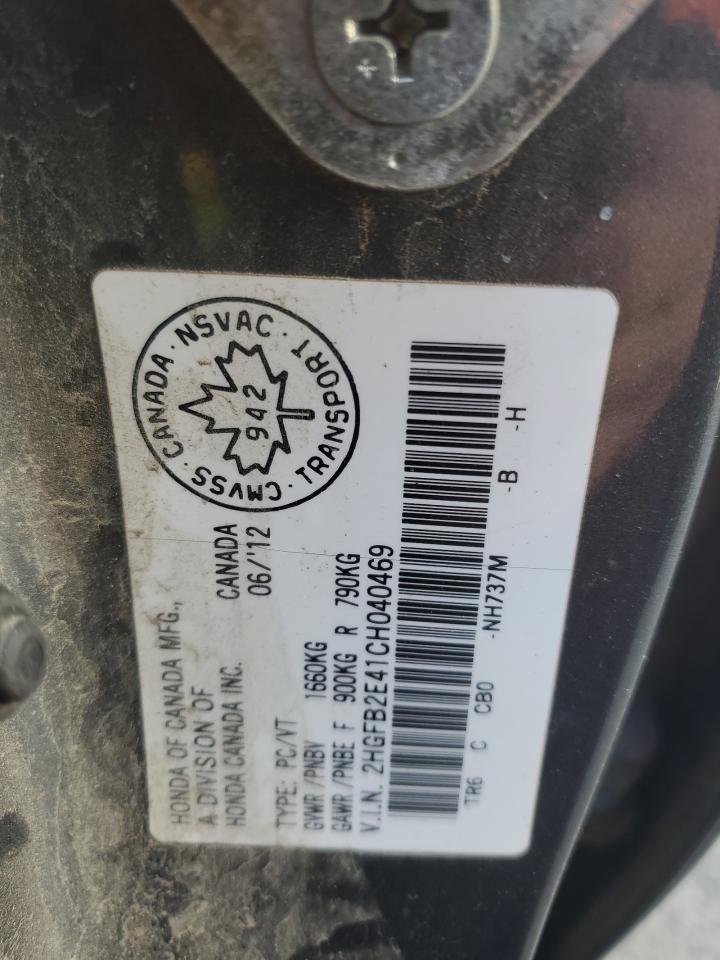 HONDA OF CANADA MFG.,
A DIVISION OF
HONDA CANADA INC.
CANADA
06/'12
CMVSS · CANADA · NSVAC · TRANSPORT ·
942
TYPE: PC/VT
GVWR /PNBV 1660KG
GAWR /PNBE F 900KG R 790KG
V.I.N. 2HGFB2E41CH040469
TR6 C CB0 -NH737M -B -H